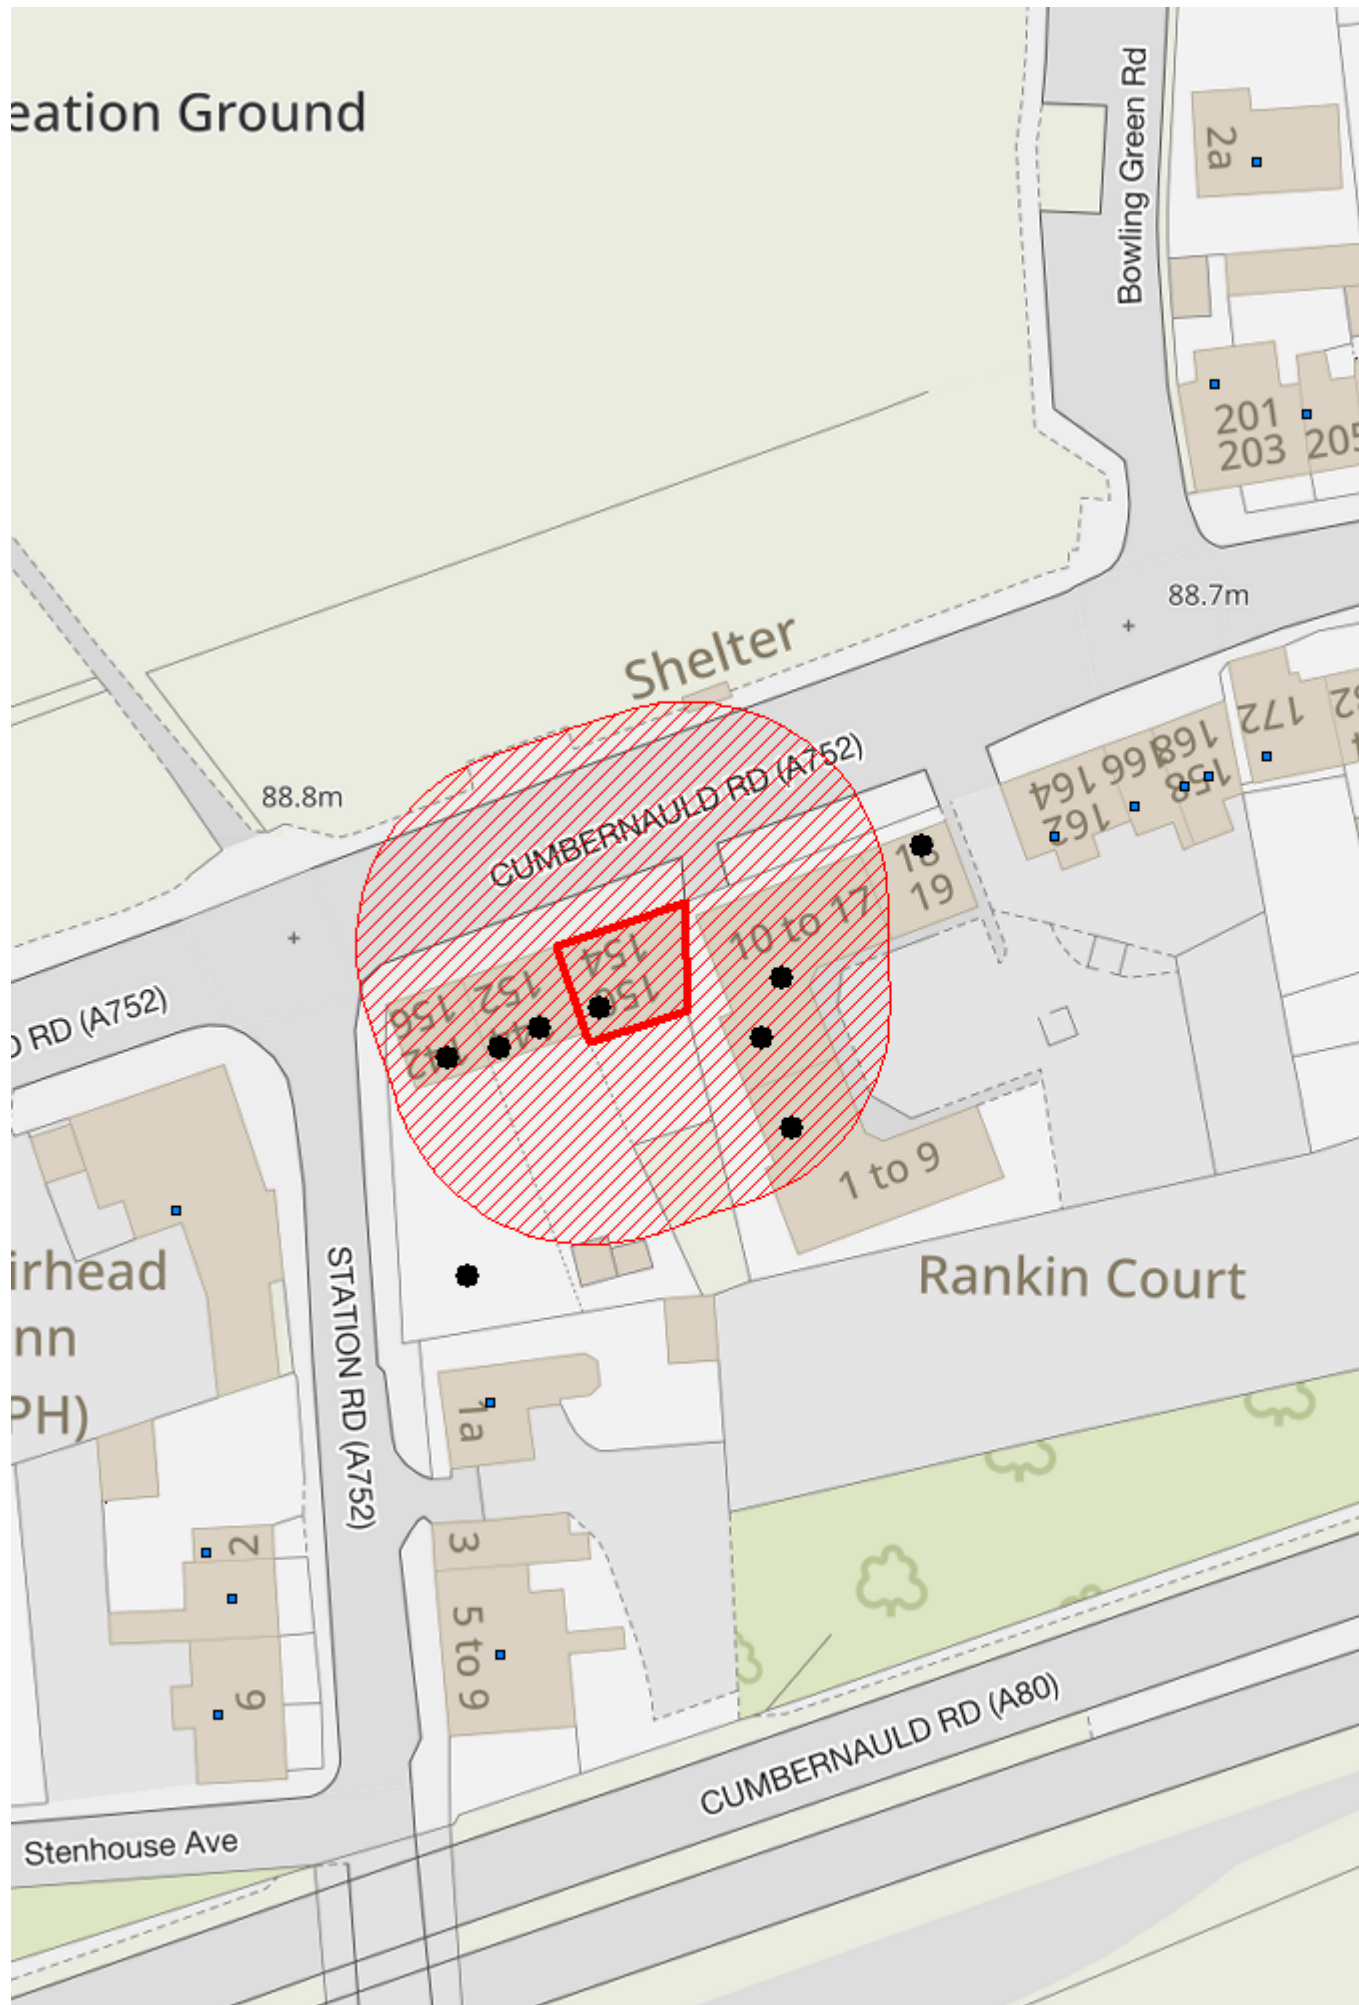 eation Ground
Bowling Green Rd
2a
201
203
205
88.7m
Shelter
88.8m
CUMBERNAULD RD (A752)
172
168
166
164
162
158
18
19
10 to 17
154
150
152
156
142
D RD (A752)
1 to 9
irhead
nn
PH)
Rankin Court
STATION RD (A752)
1a
3
2
5 to 9
6
CUMBERNAULD RD (A80)
Stenhouse Ave